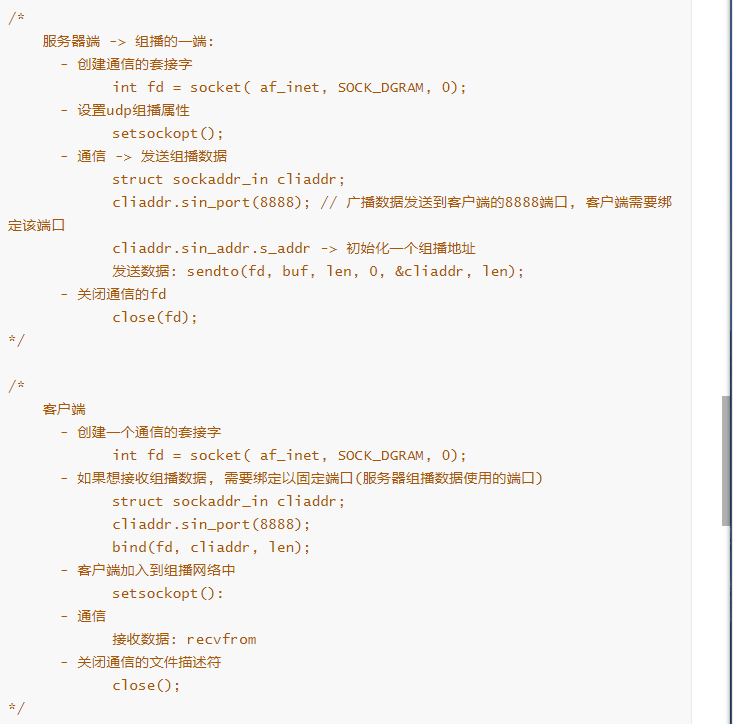 /*
服务器端 -> 组播的一端:
- 创建通信的套接字
int fd = socket( af_inet, SOCK_DGRAM, 0);
- 设置udp组播属性
setsockopt();
- 通信 -> 发送组播数据
struct sockaddr_in cliaddr;
cliaddr.sin_port(8888); // 广播数据发送到客户端的8888端口, 客户端需要绑
定该端口
cliaddr.sin_addr.s_addr -> 初始化一个组播地址
发送数据: sendto(fd, buf, len, 0, &cliaddr, len);
- 关闭通信的fd
close(fd);
*/
/*
客户端
- 创建一个通信的套接字
int fd = socket( af_inet, SOCK_DGRAM, 0);
- 如果想接收组播数据, 需要绑定以固定端口(服务器组播数据使用的端口)
struct sockaddr_in cliaddr;
cliaddr.sin_port(8888);
bind(fd, cliaddr, len);
- 客户端加入到组播网络中
setsockopt():
- 通信
接收数据: recvfrom
- 关闭通信的文件描述符
close();
*/